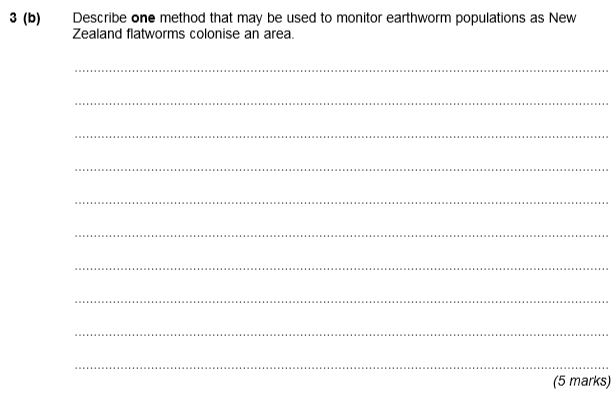 3 (b) Describe one method that may be used to monitor earthworm populations as New
Zealand flatworms colonise an area.
(5 marks)